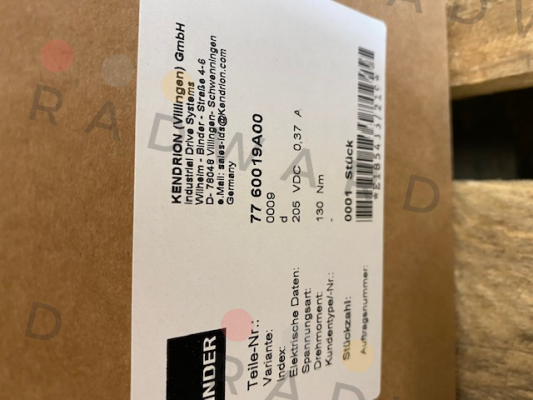 KENDRION (Villingen) GmbH
Industrial Drive Systems
Wilhelm - Binder - Straße 4-6
D- 78048 Villingen- Schwenningen
e.Mail: sales-ids@Kendrion.com
Germany
Teile-Nr.: 77 60019A00
Variante: 0009
Index: d
Elektrische Daten: 205 VDC 0,37 A
Spannungsart:
Drehmoment: 130 Nm
Kundentype/-Nr.: -
Stückzahl: 0001 Stück
Auftragsnummer:
RADWARD